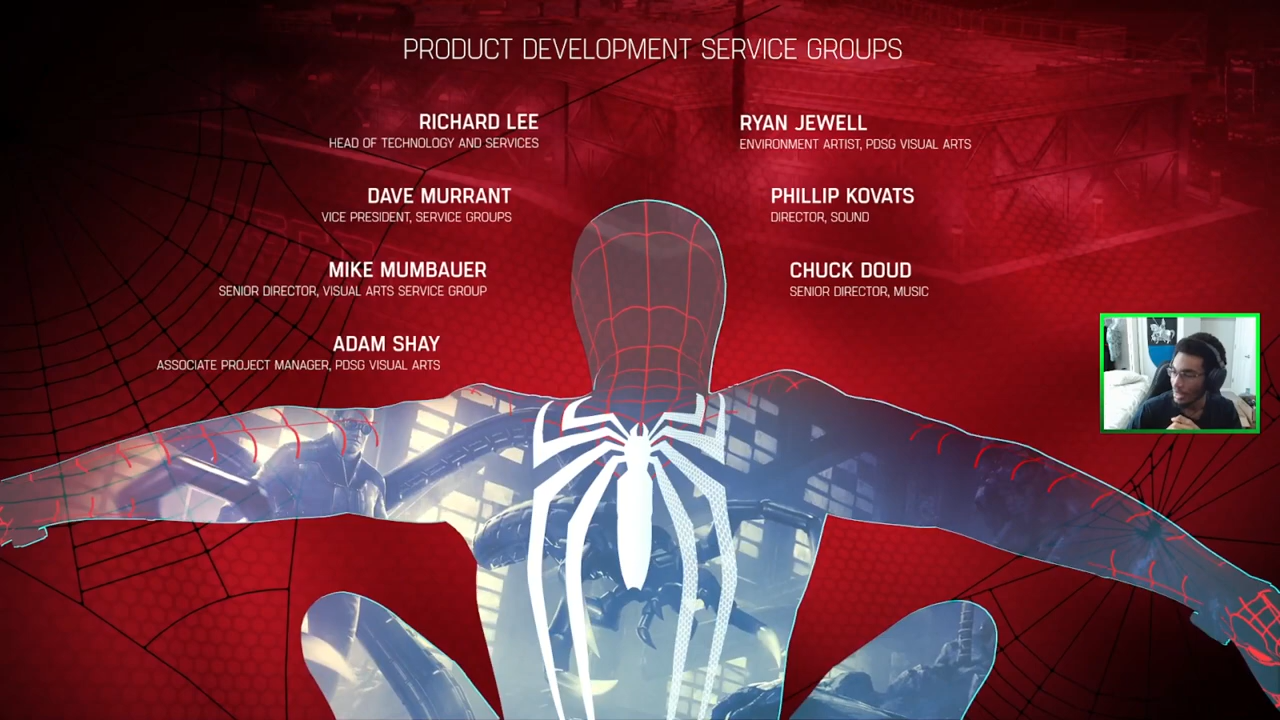 PRODUCT DEVELOPMENT SERVICE GROUPS
RICHARD LEE
HEAD OF TECHNOLOGY AND SERVICES
DAVE MURRANT
VICE PRESIDENT, SERVICE GROUPS
MIKE MUMBAUER
SENIOR DIRECTOR, VISUAL ARTS SERVICE GROUP
ADAM SHAY
ASSOCIATE PROJECT MANAGER, PDSG VISUAL ARTS
RYAN JEWELL
ENVIRONMENT ARTIST, PDSG VISUAL ARTS
PHILLIP KOVATS
DIRECTOR, SOUND
CHUCK DOUD
SENIOR DIRECTOR, MUSIC